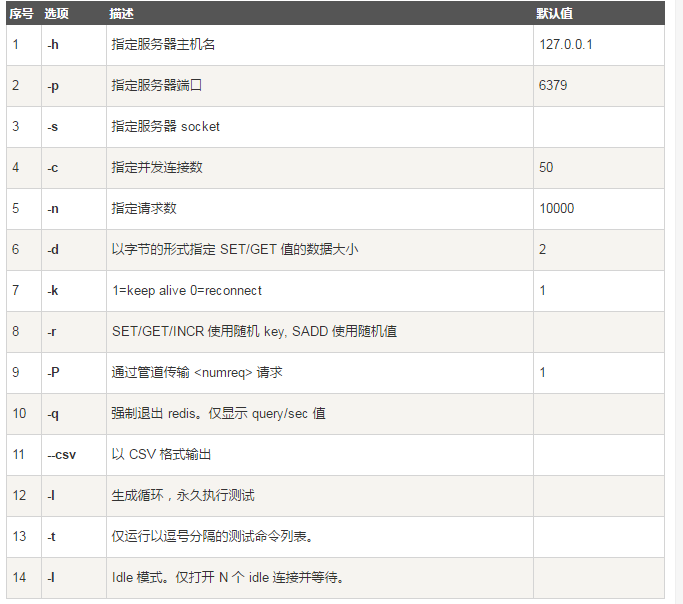 序号 选项 描述 默认值
1 -h 指定服务器主机名 127.0.0.1
2 -p 指定服务器端口 6379
3 -s 指定服务器 socket
4 -c 指定并发连接数 50
5 -n 指定请求数 10000
6 -d 以字节的形式指定 SET/GET 值的数据大小 2
7 -k 1=keep alive 0=reconnect 1
8 -r SET/GET/INCR 使用随机 key, SADD 使用随机值
9 -P 通过管道传输 <numreq> 请求 1
10 -q 强制退出 redis。仅显示 query/sec 值
11 --csv 以 CSV 格式输出
12 -l 生成循环，永久执行测试
13 -t 仅运行以逗号分隔的测试命令列表。
14 -I Idle 模式。仅打开 N 个 idle 连接并等待。